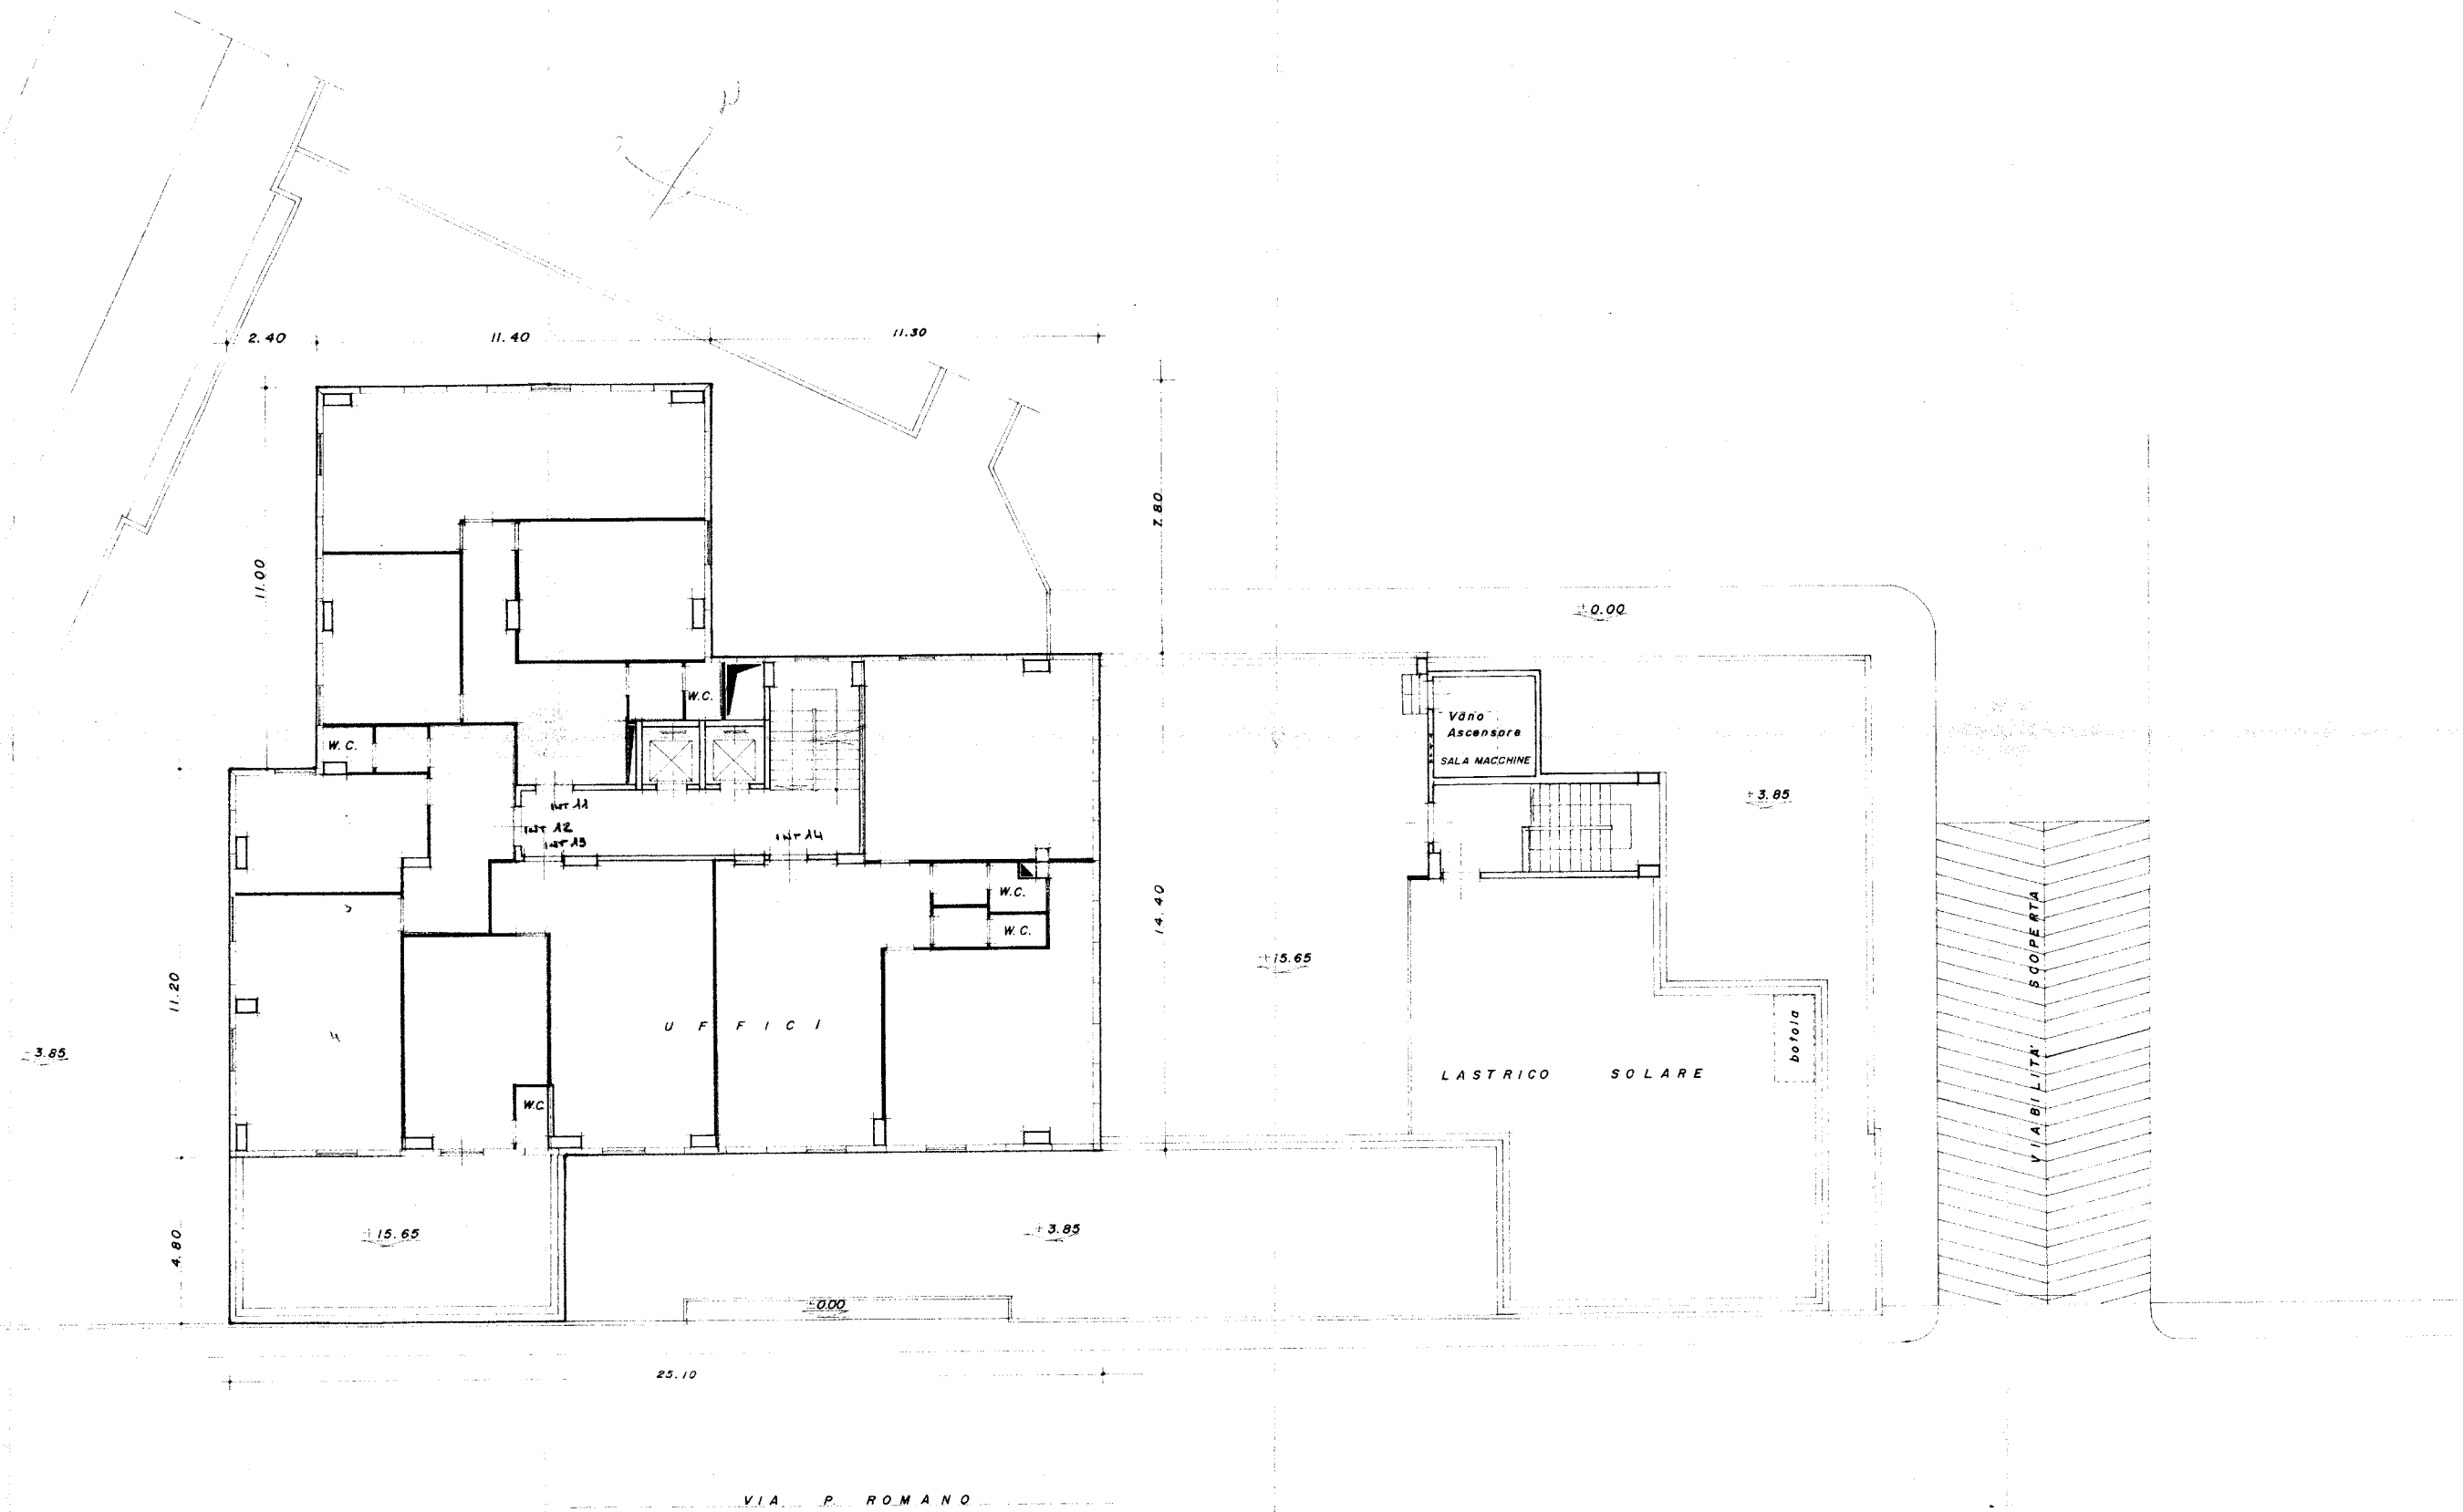 2.40
11.40
11.30
7.80
11.00
±0.00
W.C.
Vano
Ascensore
SALA MACCHINE
W.C.
+3.85
INT 11
INT 12
INT 13
INT 14
W.C.
W.C.
14.40
+15.65
11.20
UFFICI
+3.85
LASTRICO SOLARE
botola
VIABILITA' SCOPERTA
W.C.
+15.65
+3.85
4.80
±0.00
25.10
VIA P. ROMANO